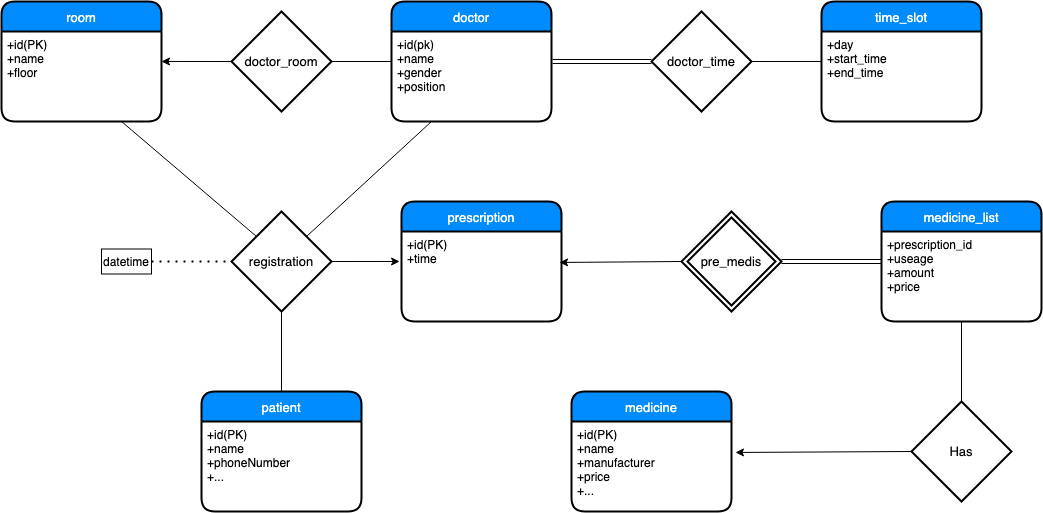 room
+id(PK)
+name
+floor
doctor_room
doctor
+id(pk)
+name
+gender
+position
doctor_time
time_slot
+day
+start_time
+end_time
datetime
registration
prescription
+id(PK)
+time
pre_medis
medicine_list
+prescription_id
+useage
+amount
+price
patient
+id(PK)
+name
+phoneNumber
+...
medicine
+id(PK)
+name
+manufacturer
+price
+...
Has